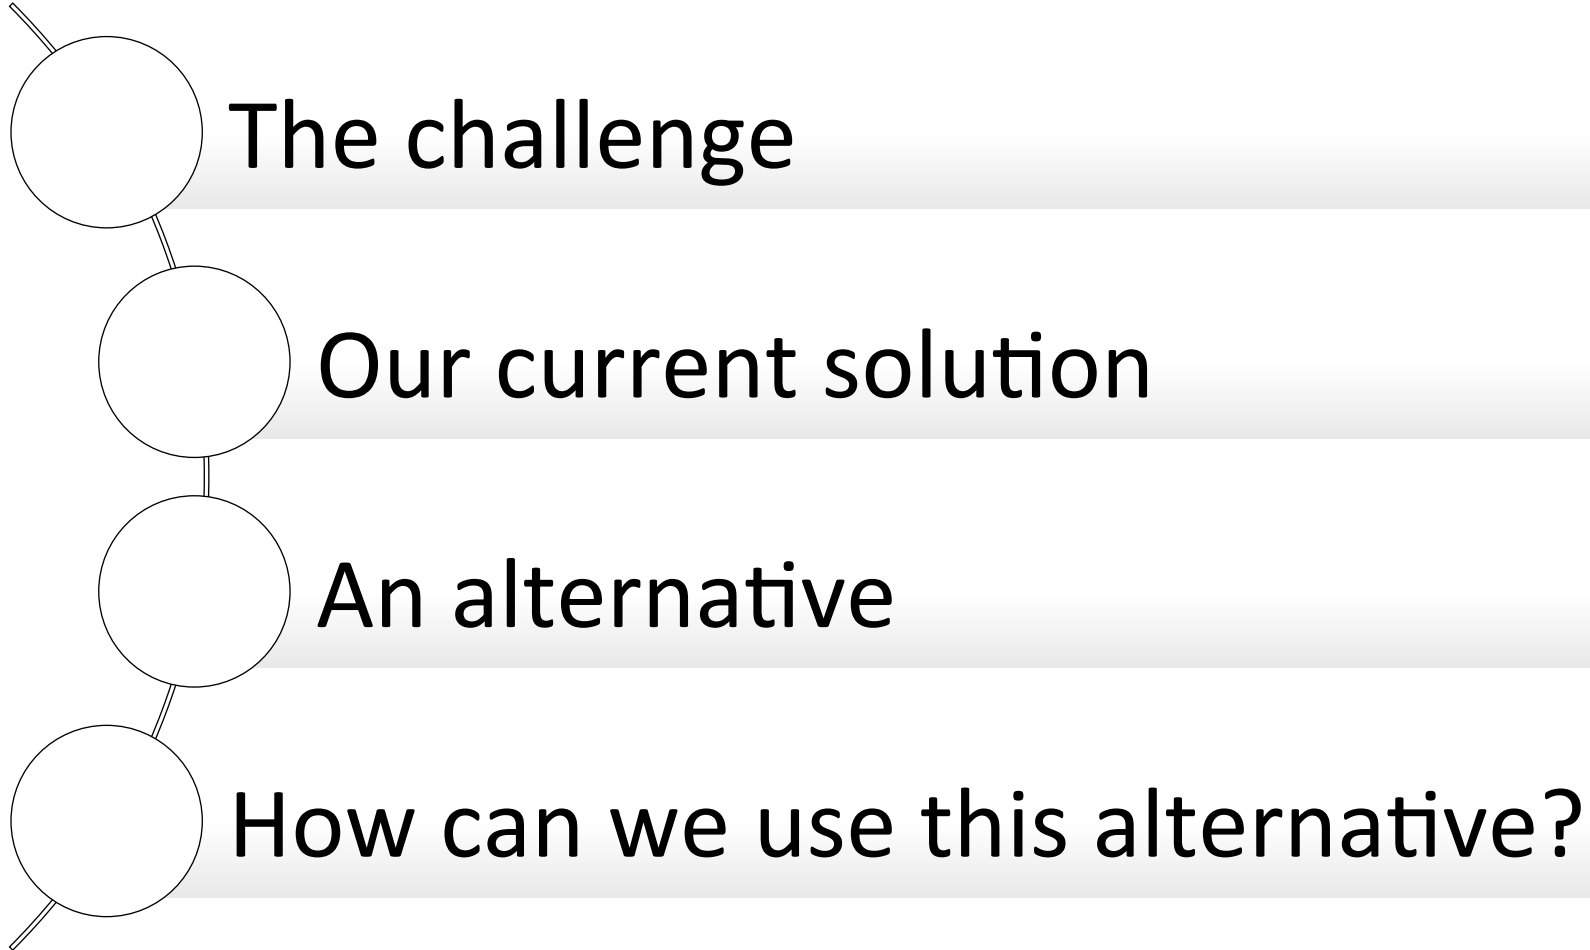 The challenge
Our current solution
An alternative
How can we use this alternative?